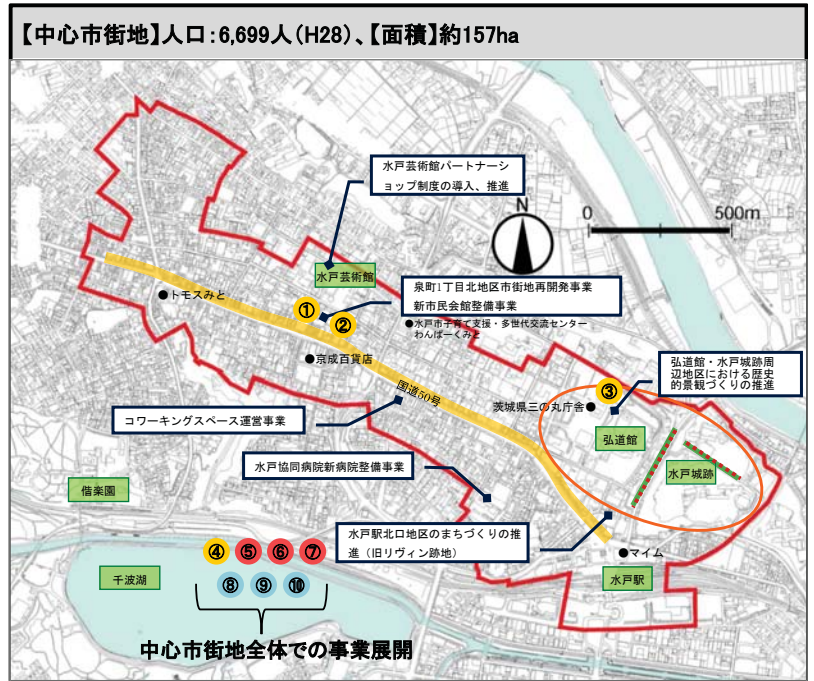 【中心市街地】人口:6,699人(H28)、【面積】約157ha
水戸芸術館パートナーシ
ョップ制度の導入、推進
N
0
500m
水戸芸術館
泉町1丁目北地区市街地再開発事業
新市民会館整備事業
●トモスみと
①
②
●水戸市子育て支援・多世代交流センター
わんぱーくみと
●京成百貨店
弘道館・水戸城跡周
辺地区における歴史
的景観づくりの推進
国道50号
③
茨城県三の丸庁舎●
コワーキングスペース運営事業
弘道館
水戸協同病院新病院整備事業
水戸城跡
偕楽園
水戸駅北口地区のまちづくりの推
進(旧リヴィン跡地)
④ ⑤ ⑥ ⑦
●マイム
千波湖
⑧ ⑨ ⑩
水戸駅
中心市街地全体での事業展開